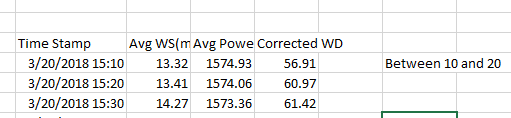 Time Stamp Avg WS(m Avg Powe Corrected WD
3/20/2018 15:10 13.32 1574.93 56.91 Between 10 and 20
3/20/2018 15:20 13.41 1574.06 60.97
3/20/2018 15:30 14.27 1573.36 61.42